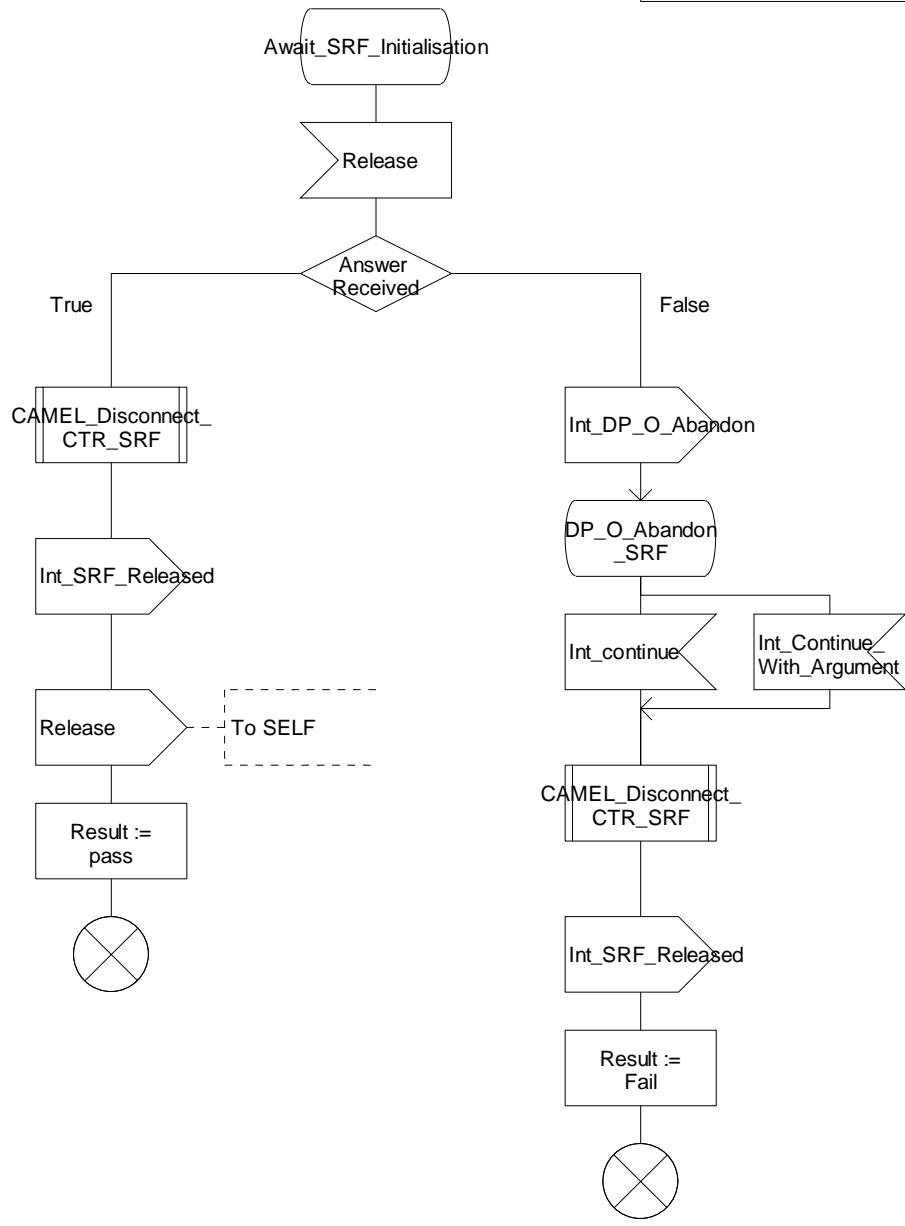 Await_SRF_Initialisation
Release
Answer
Received
True
False
CAMEL_Disconnect_
CTR_SRF
Int_DP_O_Abandon
DP_O_Abandon
_SRF
Int_SRF_Released
Int_continue
Int_Continue_
With_Argument
Release
To SELF
CAMEL_Disconnect_
CTR_SRF
Result :=
pass
Int_SRF_Released
Result :=
Fail